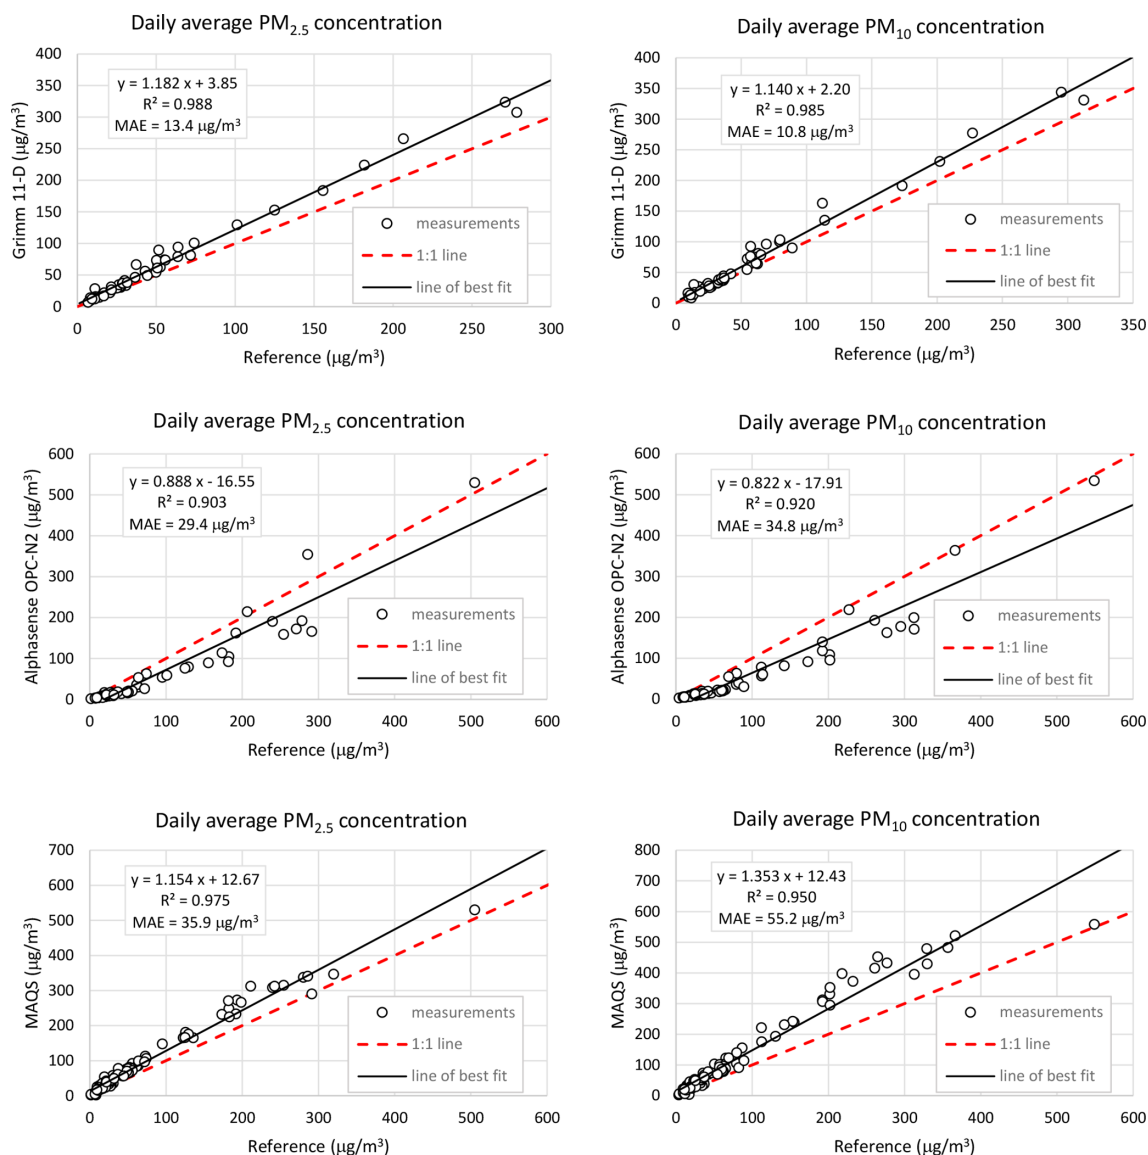 Daily average PM2.5 concentration
Grimm 11-D (µg/m³)
400
350
300
250
200
150
100
50
0
y = 1.182 x + 3.85
R² = 0.988
MAE = 13.4 µg/m³
measurements
1:1 line
line of best fit
0 50 100 150 200 250 300
Reference (µg/m³)
Daily average PM10 concentration
Grimm 11-D (µg/m³)
400
350
300
250
200
150
100
50
0
y = 1.140 x + 2.20
R² = 0.985
MAE = 10.8 µg/m³
measurements
1:1 line
line of best fit
0 50 100 150 200 250 300 350
Reference (µg/m³)
Daily average PM2.5 concentration
Alphasense OPC-N2 (µg/m³)
600
500
400
300
200
100
0
y = 0.888 x - 16.55
R² = 0.903
MAE = 29.4 µg/m³
measurements
1:1 line
line of best fit
0 100 200 300 400 500 600
Reference (µg/m³)
Daily average PM10 concentration
Alphasense OPC-N2 (µg/m³)
600
500
400
300
200
100
0
y = 0.822 x - 17.91
R² = 0.920
MAE = 34.8 µg/m³
measurements
1:1 line
line of best fit
0 100 200 300 400 500 600
Reference (µg/m³)
Daily average PM2.5 concentration
MAQS (µg/m³)
700
600
500
400
300
200
100
0
y = 1.154 x + 12.67
R² = 0.975
MAE = 35.9 µg/m³
measurements
1:1 line
line of best fit
0 100 200 300 400 500 600
Reference (µg/m³)
Daily average PM10 concentration
MAQS (µg/m³)
800
700
600
500
400
300
200
100
0
y = 1.353 x + 12.43
R² = 0.950
MAE = 55.2 µg/m³
measurements
1:1 line
line of best fit
0 100 200 300 400 500 600
Reference (µg/m³)